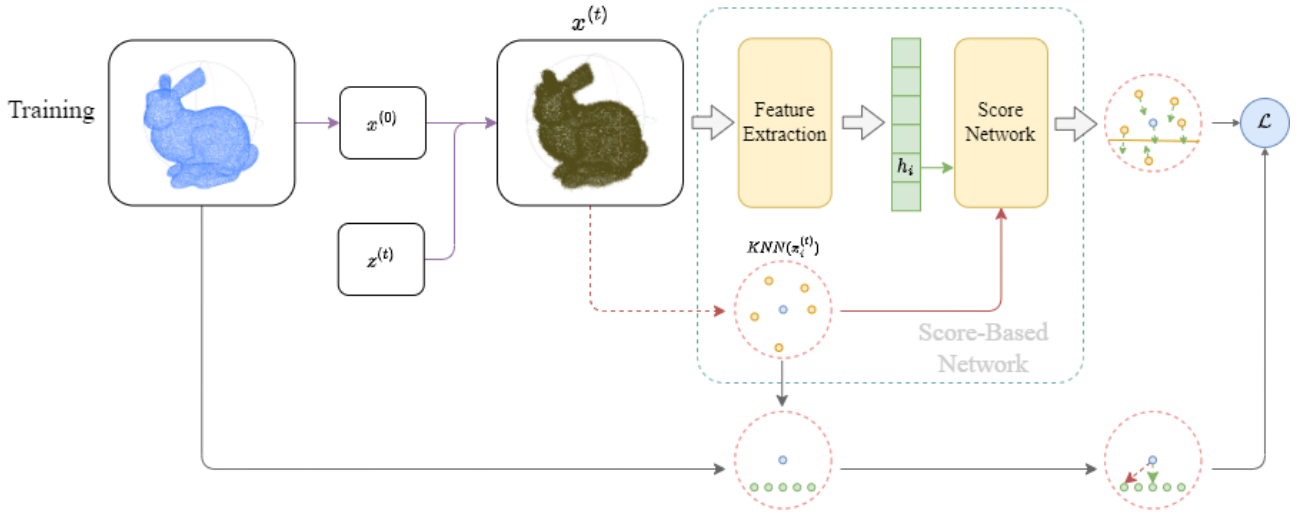 x^{(t)}
Training
x^{(0)}
z^{(t)}
Feature
Extraction
h_i
Score
Network
ℒ
KNN(x_i^{(t)})
Score-Based
Network